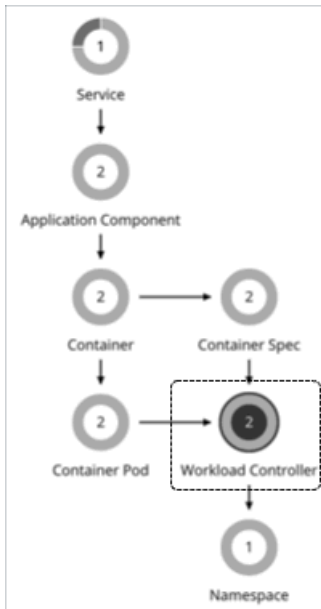 1
Service
2
Application Component
2 2
Container Container Spec
2 2
Container Pod Workload Controller
1
Namespace